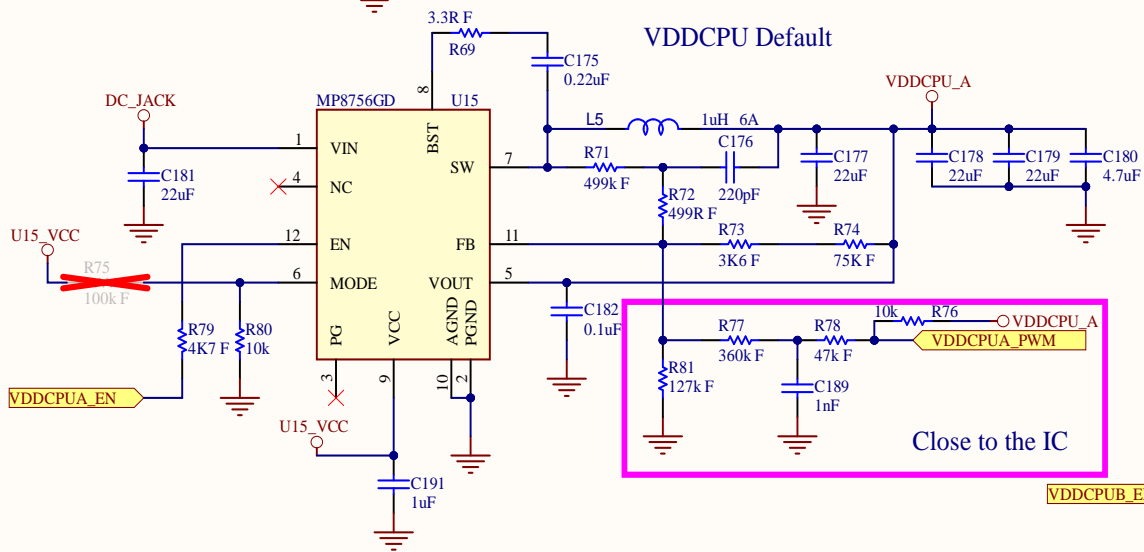 3.3R F
R69
VDDCPU Default
C175
0.22uF
VDDCPU_A
DC_JACK
8
MP8756GD
U15
L5
1uH 6A
1
VIN
BST
SW
7
R71
499k F
C176
220pF
C177
22uF
C178
22uF
C179
22uF
C180
4.7uF
C181
22uF
4
NC
R72
499R F
U15_VCC
12
EN
FB
11
R73
3K6 F
R74
75K F
R75
100k F
6
MODE
VOUT
5
C182
0.1uF
R79
4K7 F
R80
10k
PG
VCC
AGND
PGND
3
9
10
2
10k
R76
VDDCPU_A
R77
360k F
R78
47k F
VDDCPUA_PWM
R81
127k F
C189
1nF
VDDCPUA_EN
U15_VCC
Close to the IC
C191
1uF
VDDCPUB_E